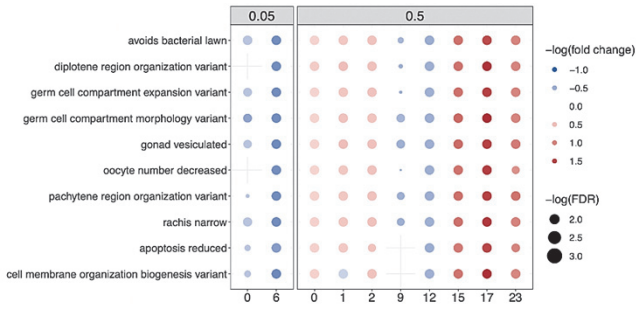 0.05 0.5
avoids bacterial lawn
diplotene region organization variant
germ cell compartment expansion variant
germ cell compartment morphology variant
gonad vesiculated
oocyte number decreased
pachytene region organization variant
rachis narrow
apoptosis reduced
cell membrane organization biogenesis variant
0 6 0 1 2 9 12 15 17 23
−log(fold change)
−1.0
−0.5
0.0
0.5
1.0
1.5
−log(FDR)
2.0
2.5
3.0